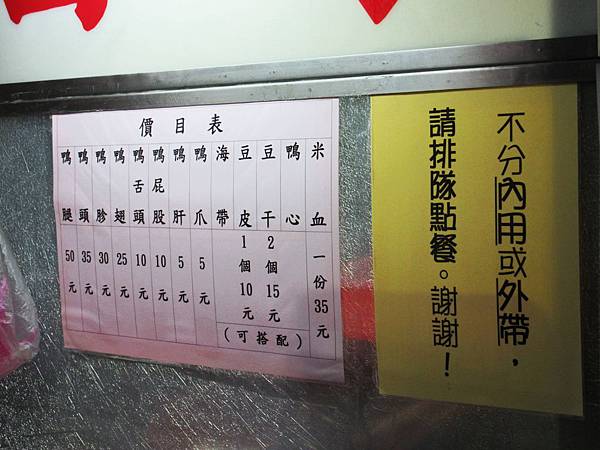 價目表
鴨腿 50元
鴨頭 35元
鴨胗 30元
鴨翅 25元
鴨舌頭 10元
鴨屁股 10元
鴨肝 5元
鴨爪 5元
海帶
豆皮
豆干
鴨心
1個10元
2個15元
(可搭配)
米血 一份35元
不分內用或外帶，
請排隊點餐。謝謝！